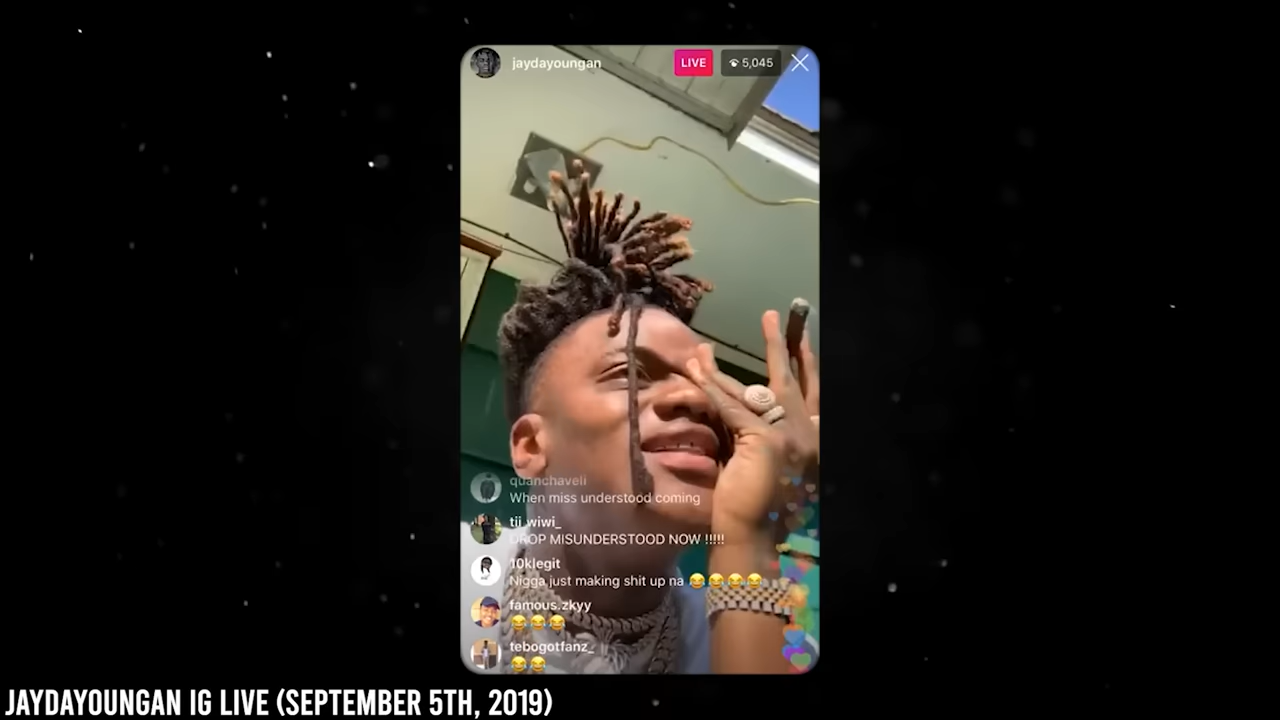 jaydayoungan
LIVE
5,045
quanchaveli
When miss understood coming
tii_wiwi_
DROP MISUNDERSTOOD NOW !!!!!
10klegit
Nigga just making shit up na 😂😂😂😂
famous.zkyy
😂😂😂
tebogotfanz_
😂😂
JAYDAYOUNGAN IG LIVE (SEPTEMBER 5TH, 2019)